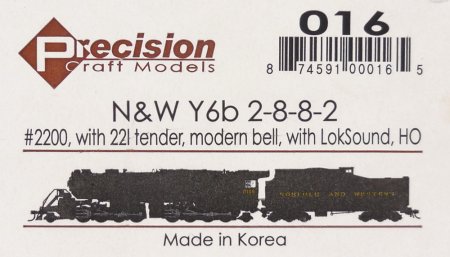 Precision
Craft Models
016
8 74591 00016 5
N&W Y6b 2-8-8-2
#2200, with 22l tender, modern bell, with LokSound, HO
NORFOLK AND WESTERN
Made in Korea